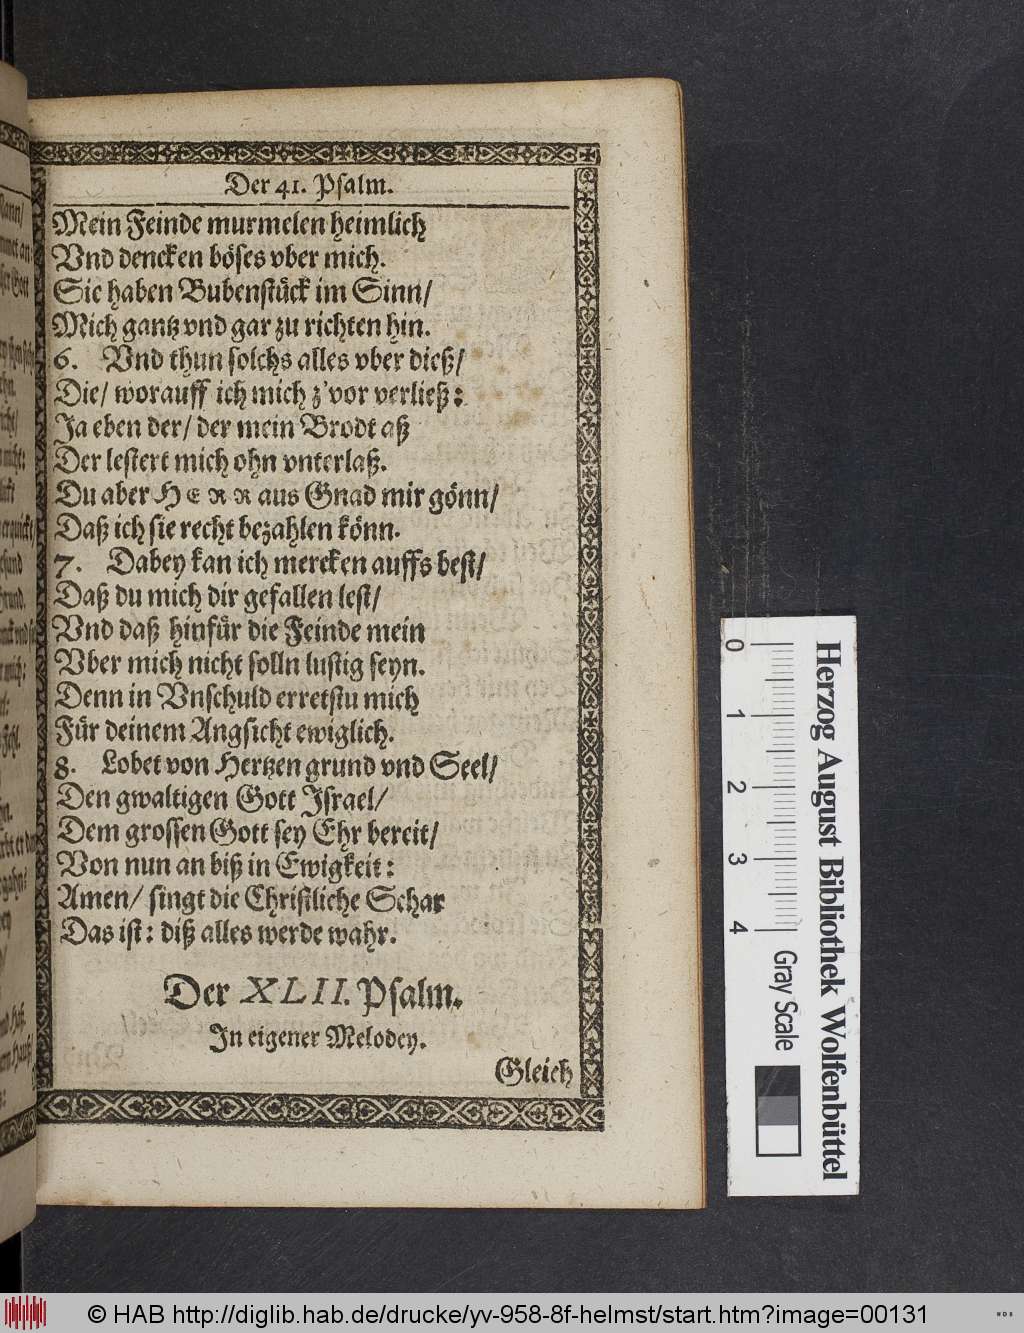 Der 41. Psalm.
Mein Feinde murmelen heimlich
Vnd dencken böses vber mich.
Sie haben Bubenstück im Sinn/
Mich gantz vnd gar zu richten hin.
6. Vnd thun solchs alles vber dieß/
Die/ worauff ich mich z'vor verließ:
Ja eben der/ der mein Brodt aß
Der lestert mich ohn vnterlaß.
Du aber HERR aus Gnad mir gönn/
Daß ich sie recht bezahlen könn.
7. Dabey kan ich mercken auffs best/
Daß du mich dir gefallen lest/
Vnd daß hinfür die Feinde mein
Vber mich nicht solln lustig seyn.
Denn in Vnschuld erretstu mich
Für deinem Angsicht ewiglich.
8. Lobet von Hertzen grund vnd Seel/
Den gwaltigen Gott Israel/
Dem grossen Gott sey Ehr bereit/
Von nun an biß in Ewigkeit:
Amen/ singt die Christliche Schar
Das ist: diß alles werde wahr.
Der XLII. Psalm.
In eigener Melodey.
Gleich
0 1 2 3 4
Herzog August Bibliothek Wolfenbüttel
Gray Scale
© HAB http://diglib.hab.de/drucke/yv-958-8f-helmst/start.htm?image=00131